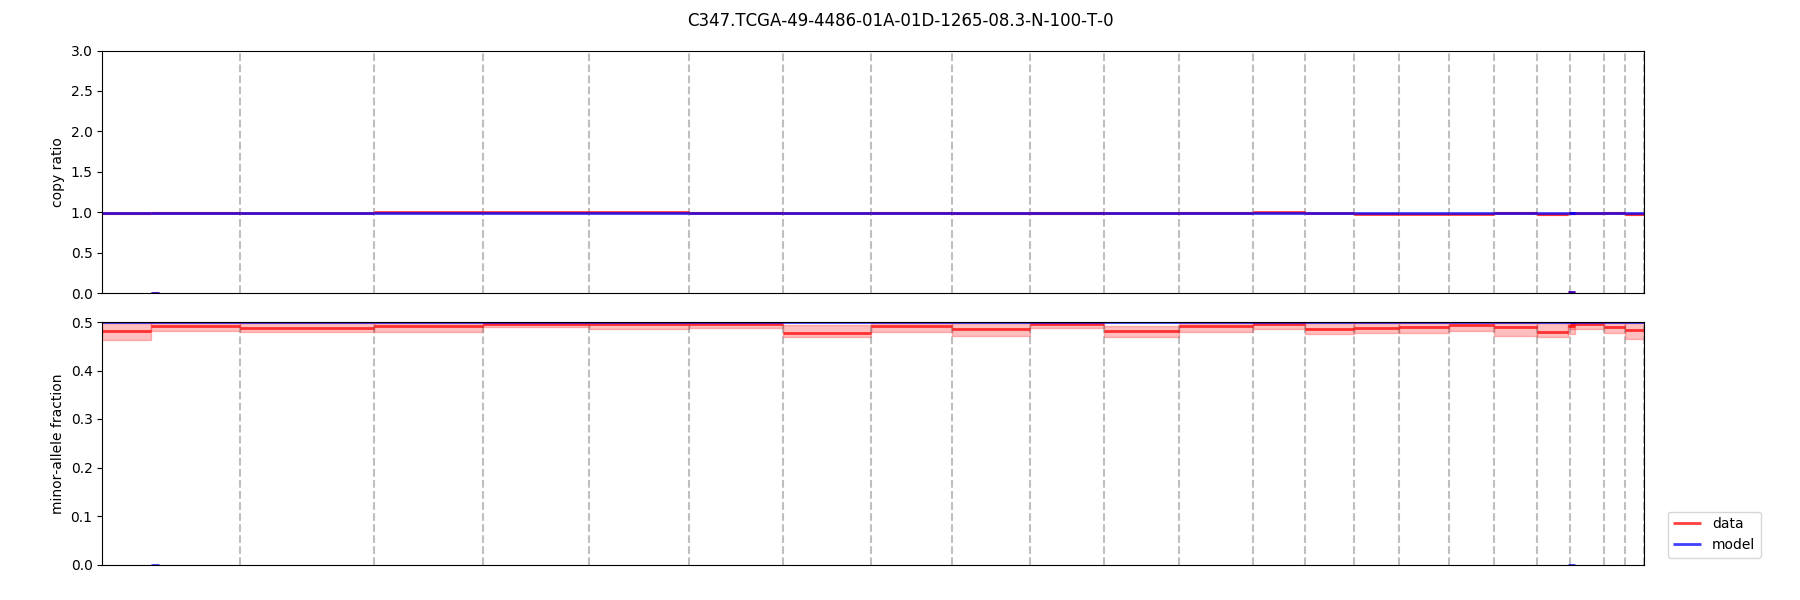 C347.TCGA-49-4486-01A-01D-1265-08.3-N-100-T-0
3.0
2.5
2.0
1.5
1.0
0.5
0.0
copy ratio
0.5
0.4
0.3
0.2
0.1
0.0
minor-allele fraction
data
model